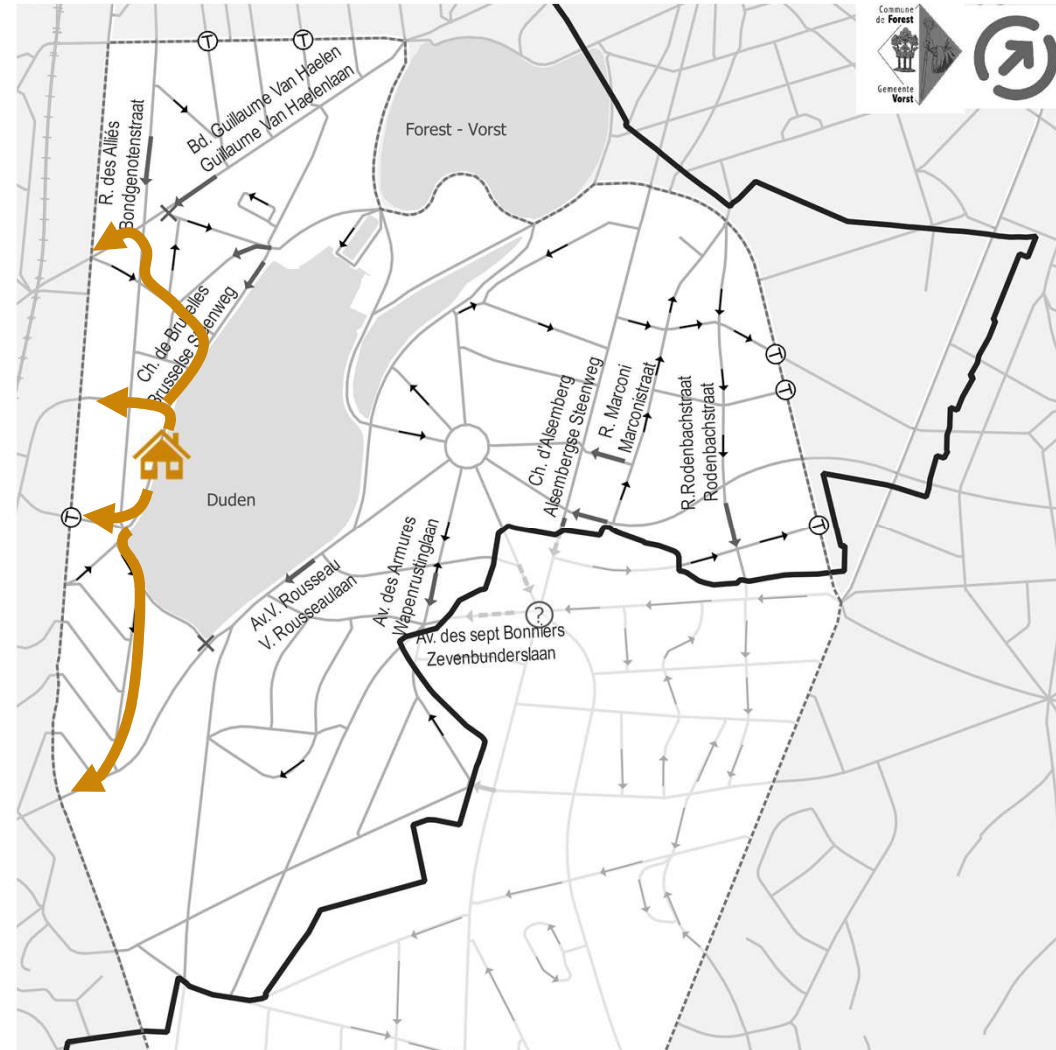 Commune
de Forest
Gemeente
Vorst
T
T
Bd. Guillaume Van Haelen
Guillaume Van Haelenlaan
Forest - Vorst
R. des Alliés
Bondgenotenstraat
Ch. de Bruxelles
Brusselse Steenweg
Ch. d'Alsemberg
Alsembergse Steenweg
R. Marconi
Marconistraat
R.Rodenbachstraat
Rodenbachstraat
T
T
Duden
T
T
Av.V. Rousseau
V. Rousseaulaan
Av. des Armures
Wapenrustinglaan
?
Av. des sept Bonniers
Zevenbunderslaan